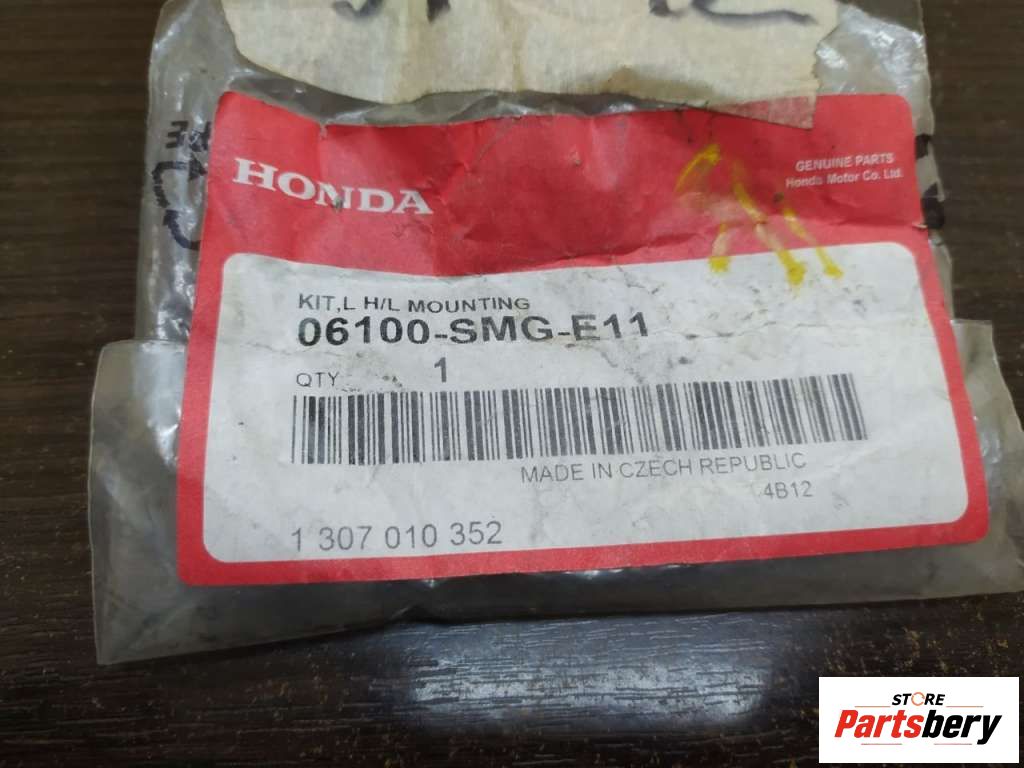 HONDA
GENUINE PARTS
Honda Motor Co. Ltd.
KIT,L H/L MOUNTING
06100-SMG-E11
QTY 1
MADE IN CZECH REPUBLIC
4B12
1 307 010 352
STORE
Partsbery